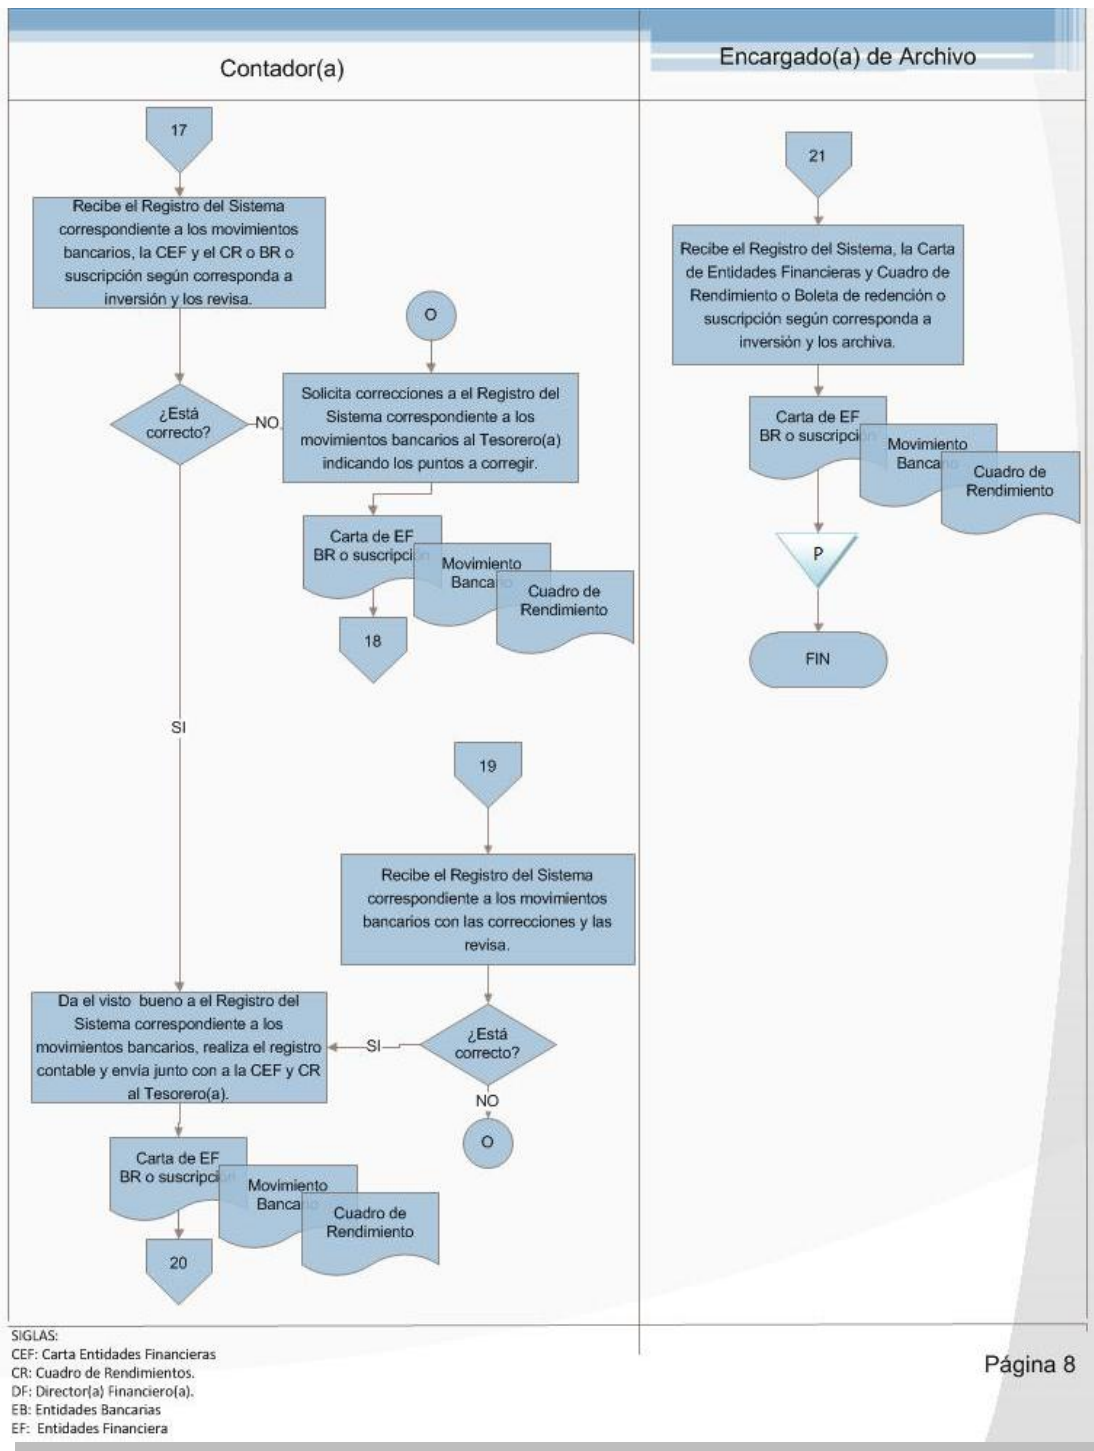 Contador(a)
Encargado(a) de Archivo
17
Recibe el Registro del Sistema
correspondiente a los movimientos
bancarios, la CEF y el CR o BR o
suscripción según corresponda a
inversión y los revisa.
¿Está
correcto?
NO
O
Solicita correcciones a el Registro del
Sistema correspondiente a los
movimientos bancarios al Tesorero(a)
indicando los puntos a corregir.
Carta de EF
BR o suscripción
Movimiento
Bancario
Cuadro de
Rendimiento
18
SI
19
Recibe el Registro del Sistema
correspondiente a los movimientos
bancarios con las correcciones y las
revisa.
¿Está
correcto?
SI
NO
O
Da el visto bueno a el Registro del
Sistema correspondiente a los
movimientos bancarios, realiza el registro
contable y envía junto con a la CEF y CR
al Tesorero(a).
Carta de EF
BR o suscripción
Movimiento
Bancario
Cuadro de
Rendimiento
20
21
Recibe el Registro del Sistema, la Carta
de Entidades Financieras y Cuadro de
Rendimiento o Boleta de redención o
suscripción según corresponda a
inversión y los archiva.
Carta de EF
BR o suscripción
Movimiento
Bancario
Cuadro de
Rendimiento
P
FIN
SIGLAS:
CEF: Carta Entidades Financieras
CR: Cuadro de Rendimientos.
DF: Director(a) Financiero(a).
EB: Entidades Bancarias
EF: Entidades Financiera
Página 8